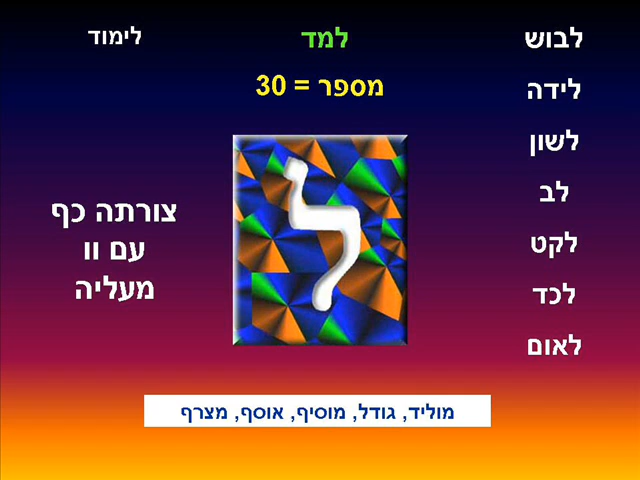 לבוש
לידה
לשון
לב
לקט
לכד
לאום
למד
מספר = 30
ל
לימוד
צורתה כף
עם וו
מעליה
מוליד, גודל, מוסיף, אוסף, מצרף